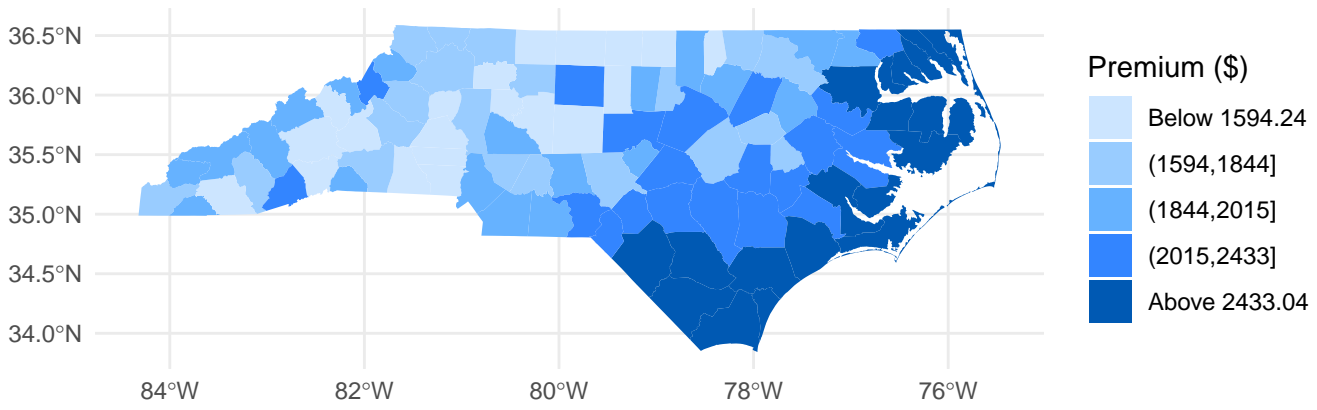 36.5°N
36.0°N
35.5°N
35.0°N
34.5°N
34.0°N
84°W 82°W 80°W 78°W 76°W
Premium ($)
Below 1594.24
(1594,1844]
(1844,2015]
(2015,2433]
Above 2433.04